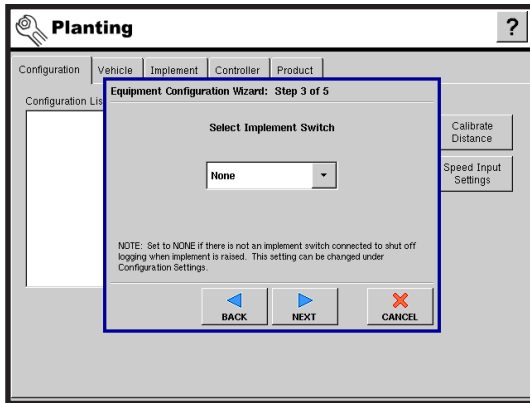 Planting
?
Configuration
Vehicle
Implement
Controller
Product
Configuration Lis
Equipment Configuration Wizard: Step 3 of 5
Select Implement Switch
None
Calibrate
Distance
Speed Input
Settings
NOTE: Set to NONE if there is not an implement switch connected to shut off
logging when implement is raised. This setting can be changed under
Configuration Settings.
BACK
NEXT
CANCEL